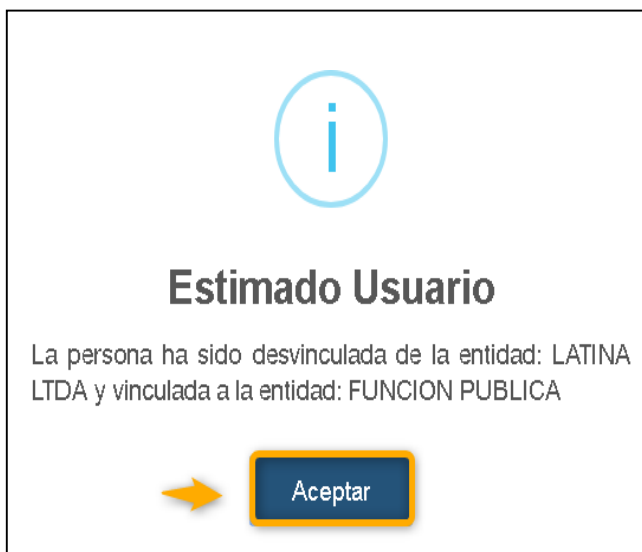 Estimado Usuario
La persona ha sido desvinculada de la entidad: LATINA
LTDA y vinculada a la entidad: FUNCION PUBLICA
Aceptar